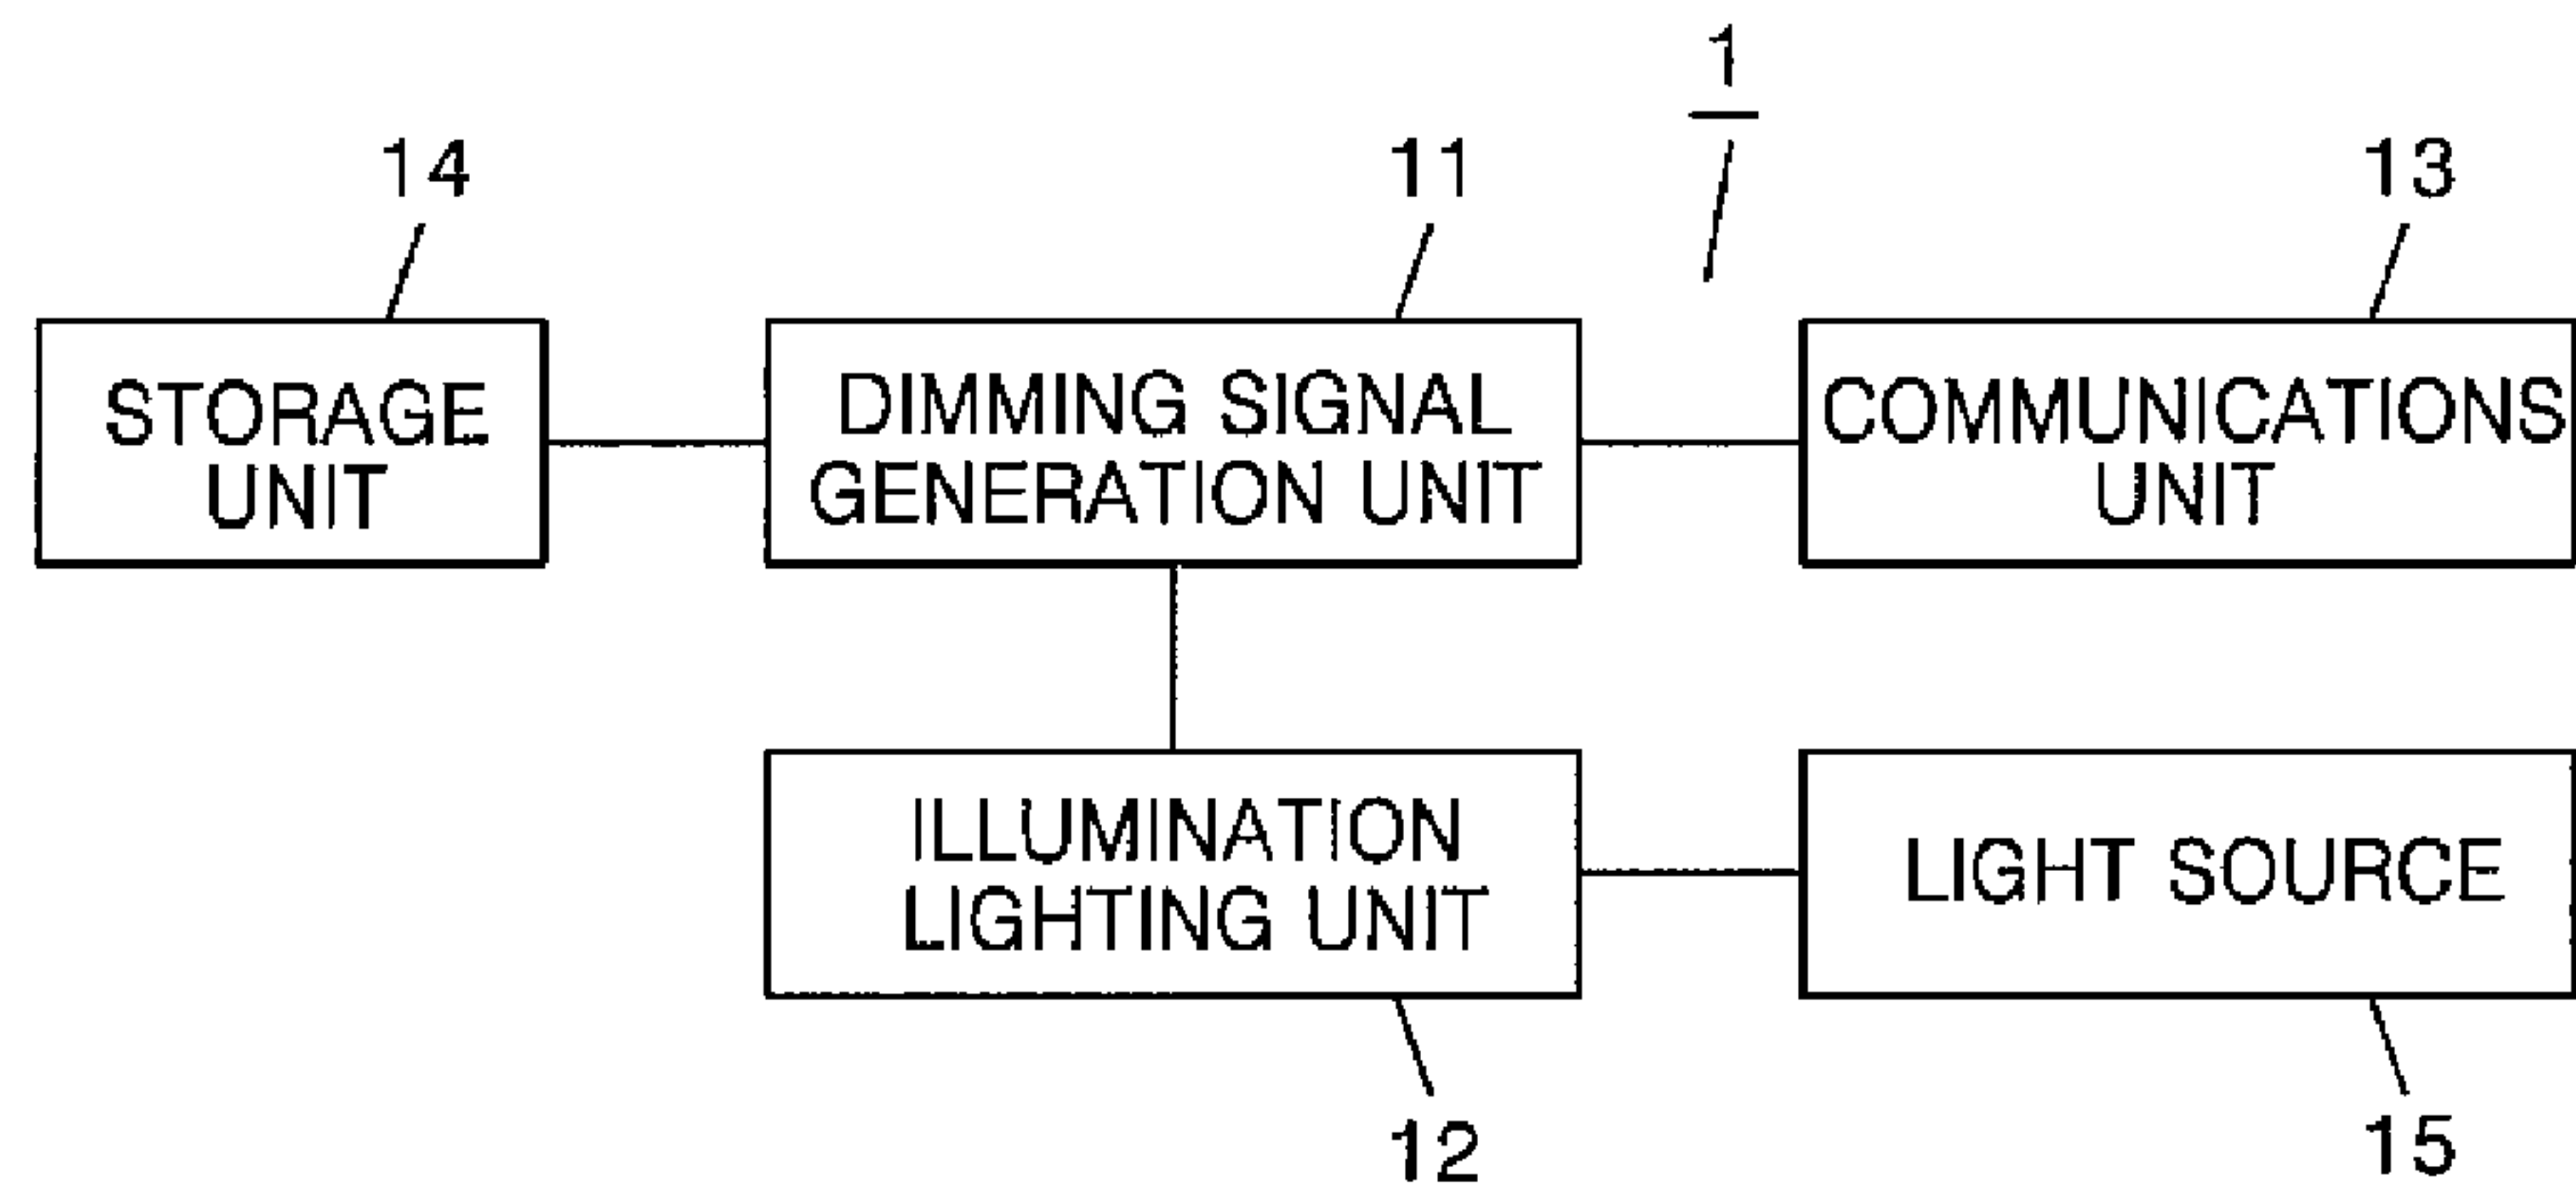 1
14
11
13
STORAGE
UNIT
DIMMING SIGNAL
GENERATION UNIT
COMMUNICATIONS
UNIT
ILLUMINATION
LIGHTING UNIT
LIGHT SOURCE
12
15